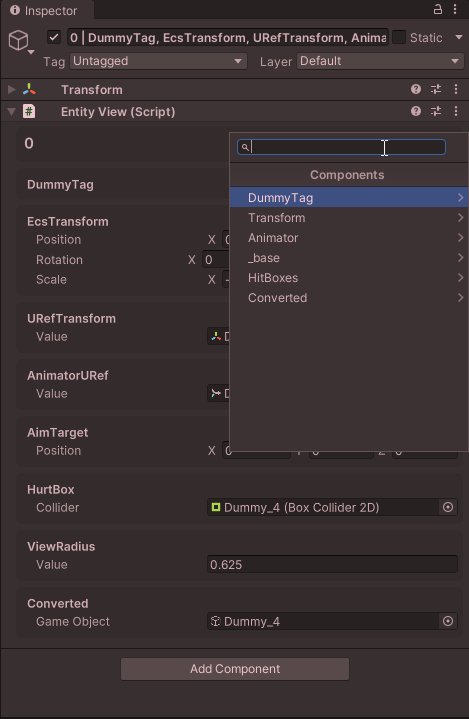 Inspector
0 | DummyTag, EcsTransform, URefTransform, Anima
Static
Tag Untagged Layer Default
Transform
# Entity View (Script)
0
Components
DummyTag
Transform
Animator
_base
HitBoxes
Converted
DummyTag
EcsTransform
Position X
Rotation X 0
Scale X
URefTransform
Value
AnimatorURef
Value
AimTarget
Position X
HurtBox
Collider Dummy_4 (Box Collider 2D)
ViewRadius
Value 0.625
Converted
Game Object Dummy_4
Add Component